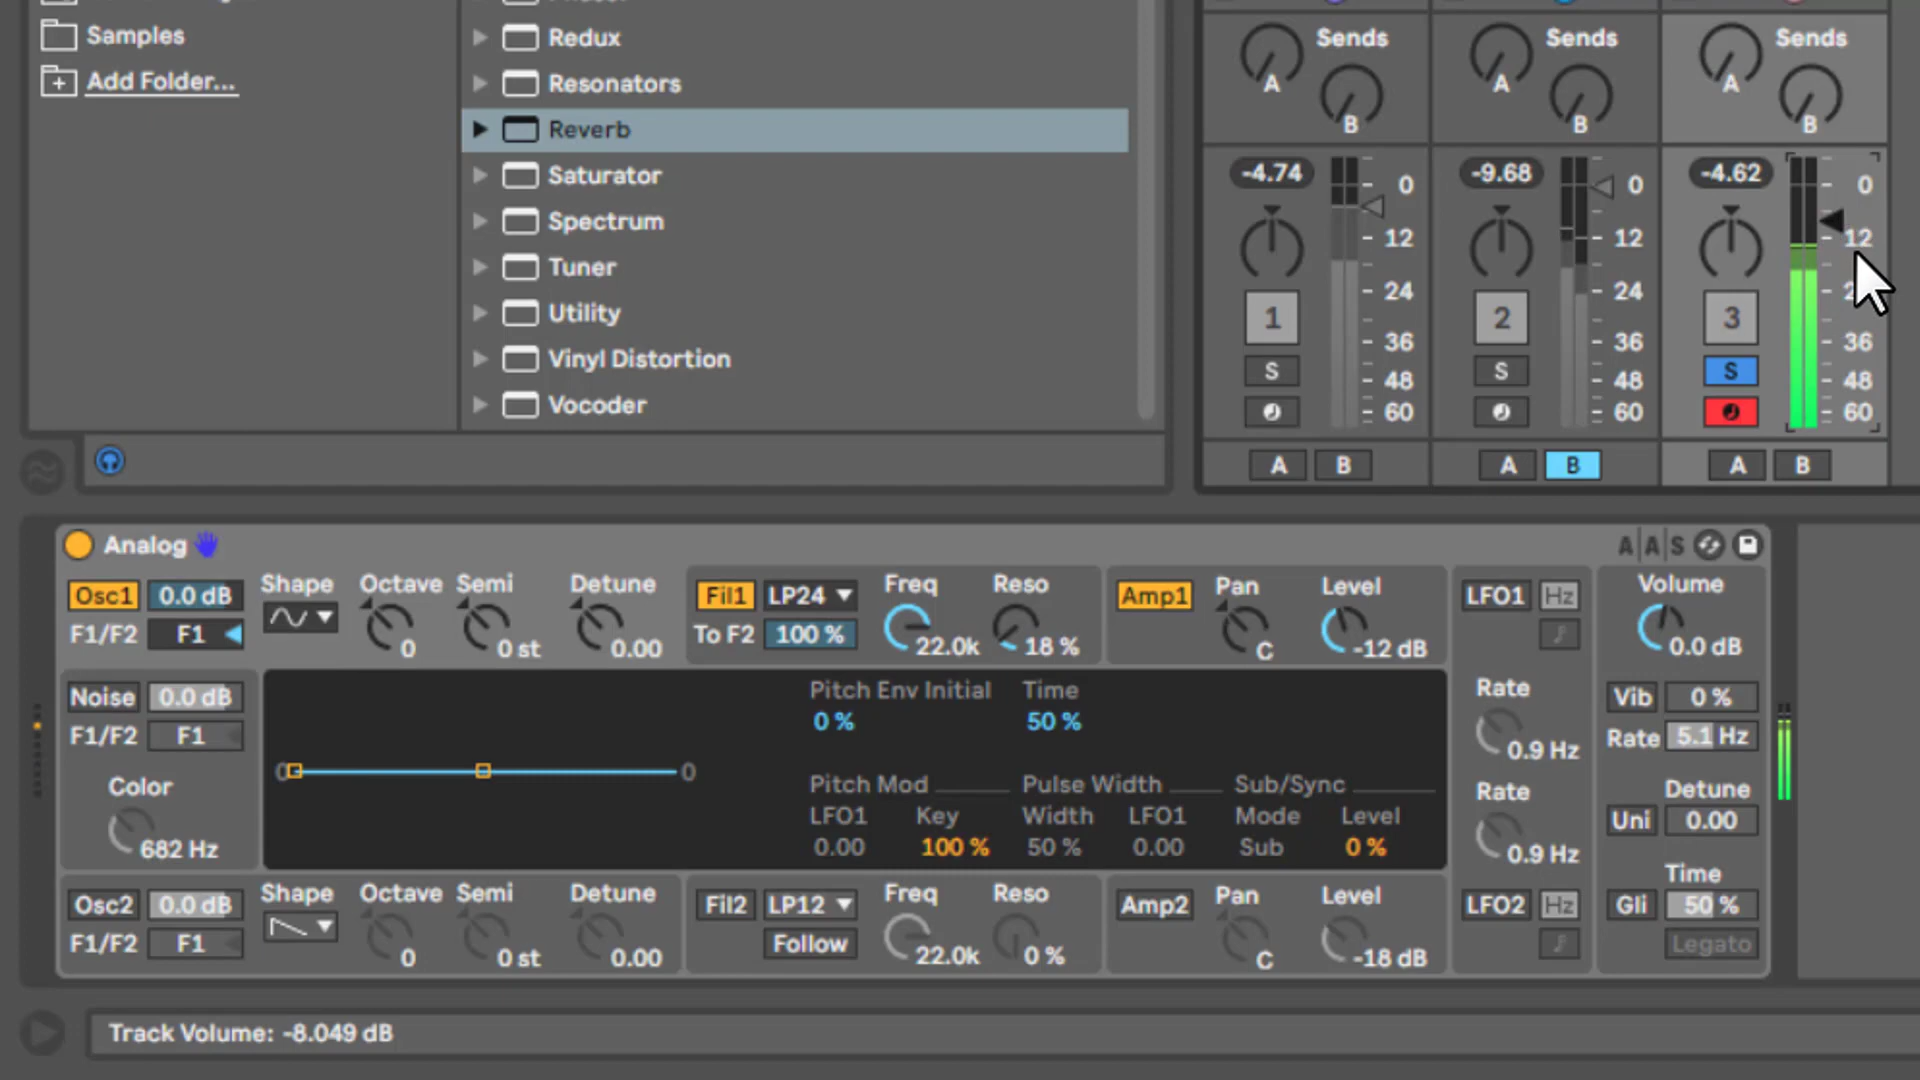 Samples
Add Folder...
Redux
Resonators
Reverb
Saturator
Spectrum
Tuner
Utility
Vinyl Distortion
Vocoder
Sends
A
B
-4.74
0
12
24
36
48
60
1
S
A B
Sends
A
B
-9.68
0
12
24
36
48
60
2
S
A B
Sends
A
B
-4.62
0
12
36
48
60
3
S
A B
Analog
A|A|S
Osc1 0.0 dB
F1/F2 F1
Shape
Octave
0
Semi
0 st
Detune
0.00
Fil1 LP24
To F2 100 %
Freq
22.0k
Reso
18 %
Amp1
Pan
C
Level
-12 dB
LFO1 Hz
Volume
0.0 dB
Noise 0.0 dB
F1/F2 F1
Color
682 Hz
0 0
Pitch Env Initial Time
0 % 50 %
Pitch Mod Pulse Width Sub/Sync
LFO1 Key Width LFO1 Mode Level
0.00 100 % 50 % 0.00 Sub 0 %
Rate
0.9 Hz
Rate
0.9 Hz
Vib 0 %
Rate 5.1 Hz
Detune
Uni 0.00
Time
Gli 50 %
Legato
Osc2 0.0 dB
F1/F2 F1
Shape
Octave
0
Semi
0 st
Detune
0.00
Fil2 LP12
Follow
Freq
22.0k
Reso
0 %
Amp2
Pan
C
Level
-18 dB
LFO2 Hz
Track Volume: -8.049 dB